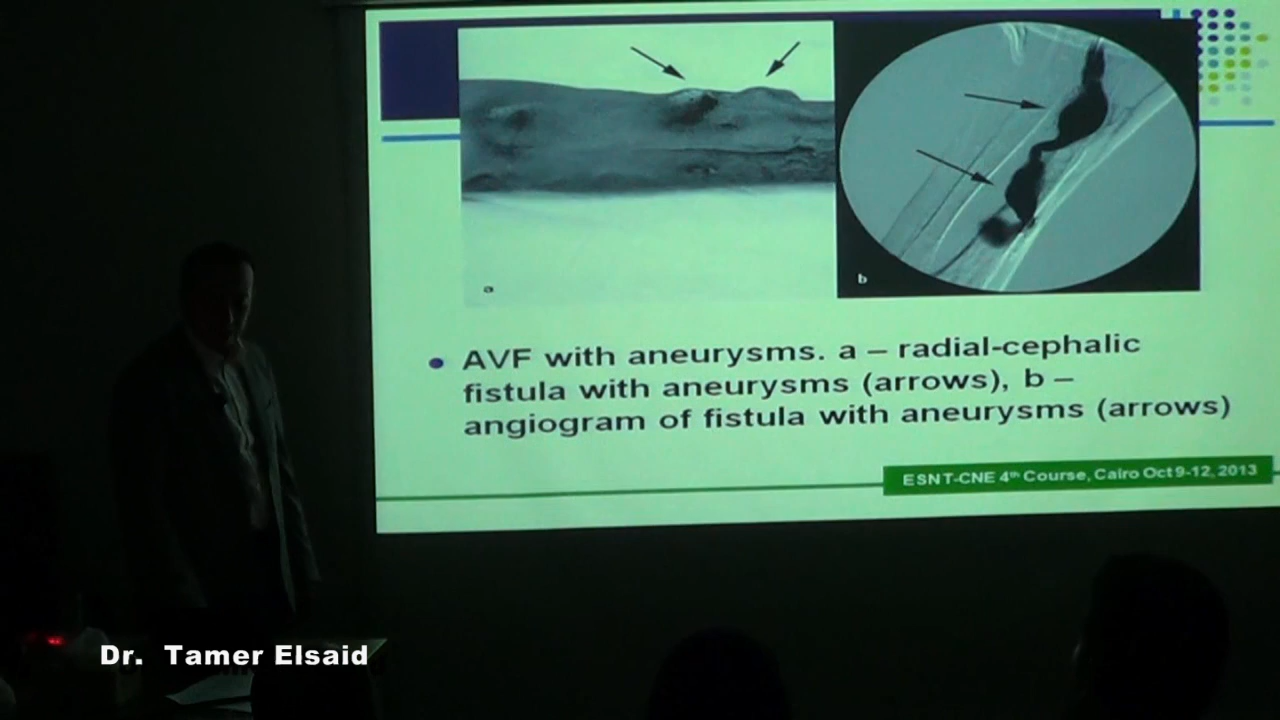 a
b
AVF with aneurysms. a – radial-cephalic
fistula with aneurysms (arrows), b –
angiogram of fistula with aneurysms (arrows)
ESNT-CNE 4th Course, Cairo Oct 9-12, 2013
Dr. Tamer Elsaid